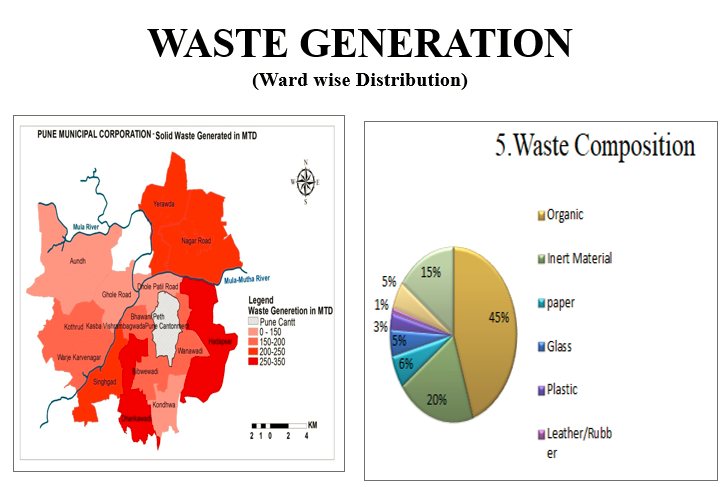 WASTE GENERATION
(Ward wise Distribution)
PUNE MUNICIPAL CORPORATION - Solid Waste Generated in MTD
N
W E
S
Yerawda
Mula River
Nagar Road
Aundh
Mula-Mutha River
Dhole Patil Road
Ghole Road
Bhawani Peth
Kothrud
Pune Cantonment
Hadapsar
Warje Karvenagar
Wanawadi
Bibwewadi
Singhgad
Kondhwa
Dhankawadi
Legend
Waste Generetion in MTD
Pune Cantt
0 - 150
150-200
200-250
250-350
KM
2 1 0 2 4
5.Waste Composition
Organic
Inert Material
paper
Glass
Plastic
Leather/Rubb
er
15%
5%
1%
3%
5%
6%
20%
45%